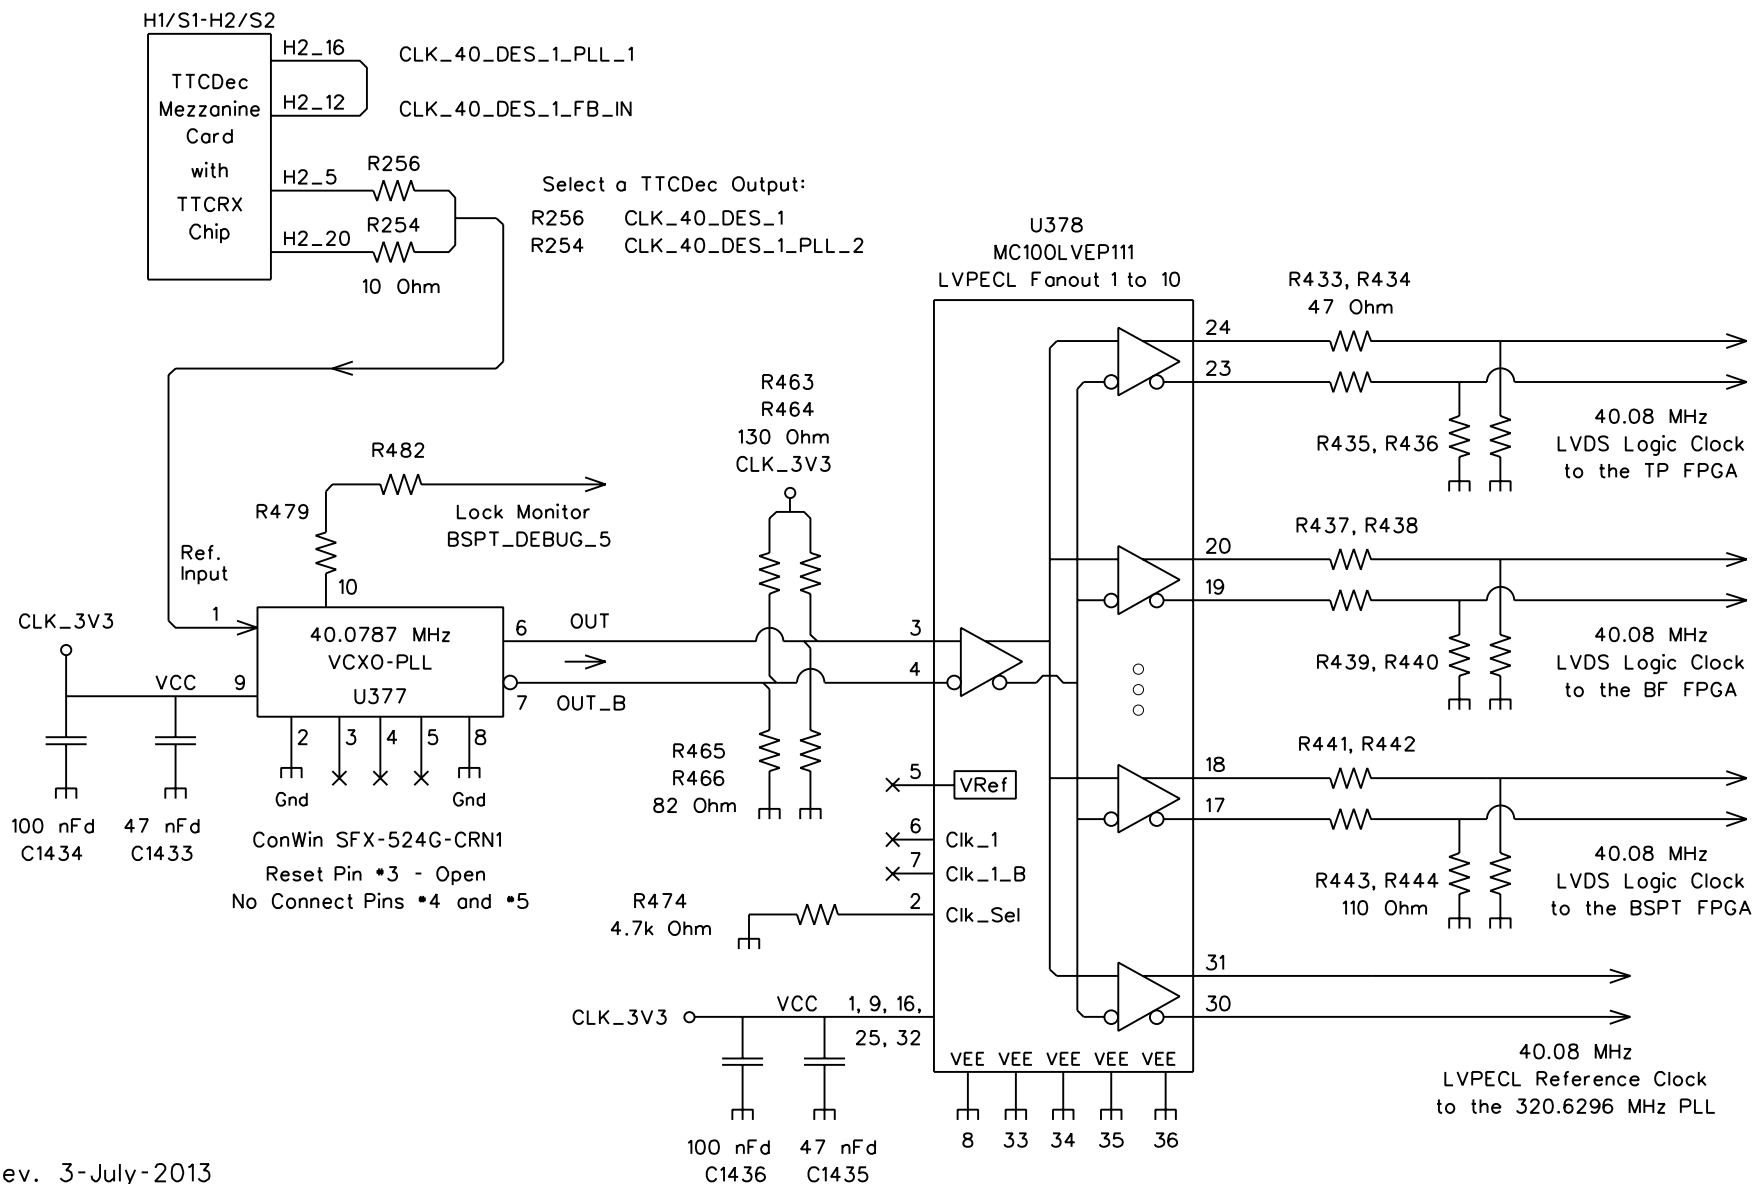 H1/S1-H2/S2
TTCDec
Mezzanine
Card
with
TTCRX
Chip
H2_16
CLK_40_DES_1_PLL_1
H2_12
CLK_40_DES_1_FB_IN
H2_5
R256
H2_20
R254
10 Ohm
Select a TTCDec Output:
R256 CLK_40_DES_1
R254 CLK_40_DES_1_PLL_2
R482
R479
Lock Monitor
BSPT_DEBUG_5
Ref.
Input
10
1
CLK_3V3
VCC
9
40.0787 MHz
VCXO-PLL
U377
6
OUT
7
OUT_B
2
3
4
5
8
Gnd
Gnd
100 nFd
C1434
47 nFd
C1433
ConWin SFX-524G-CRN1
Reset Pin *3 - Open
No Connect Pins *4 and *5
R463
R464
130 Ohm
CLK_3V3
R465
R466
82 Ohm
U378
MC100LVEP111
LVPECL Fanout 1 to 10
3
4
5
VRef
6
Clk_1
7
Clk_1_B
2
Clk_Sel
R474
4.7k Ohm
CLK_3V3
VCC
1, 9, 16,
25, 32
100 nFd
C1436
47 nFd
C1435
VEE VEE VEE VEE VEE
8 33 34 35 36
24
23
R433, R434
47 Ohm
R435, R436
40.08 MHz
LVDS Logic Clock
to the TP FPGA
20
19
R437, R438
R439, R440
40.08 MHz
LVDS Logic Clock
to the BF FPGA
18
17
R441, R442
R443, R444
110 Ohm
40.08 MHz
LVDS Logic Clock
to the BSPT FPGA
31
30
40.08 MHz
LVPECL Reference Clock
to the 320.6296 MHz PLL
ev. 3-July-2013